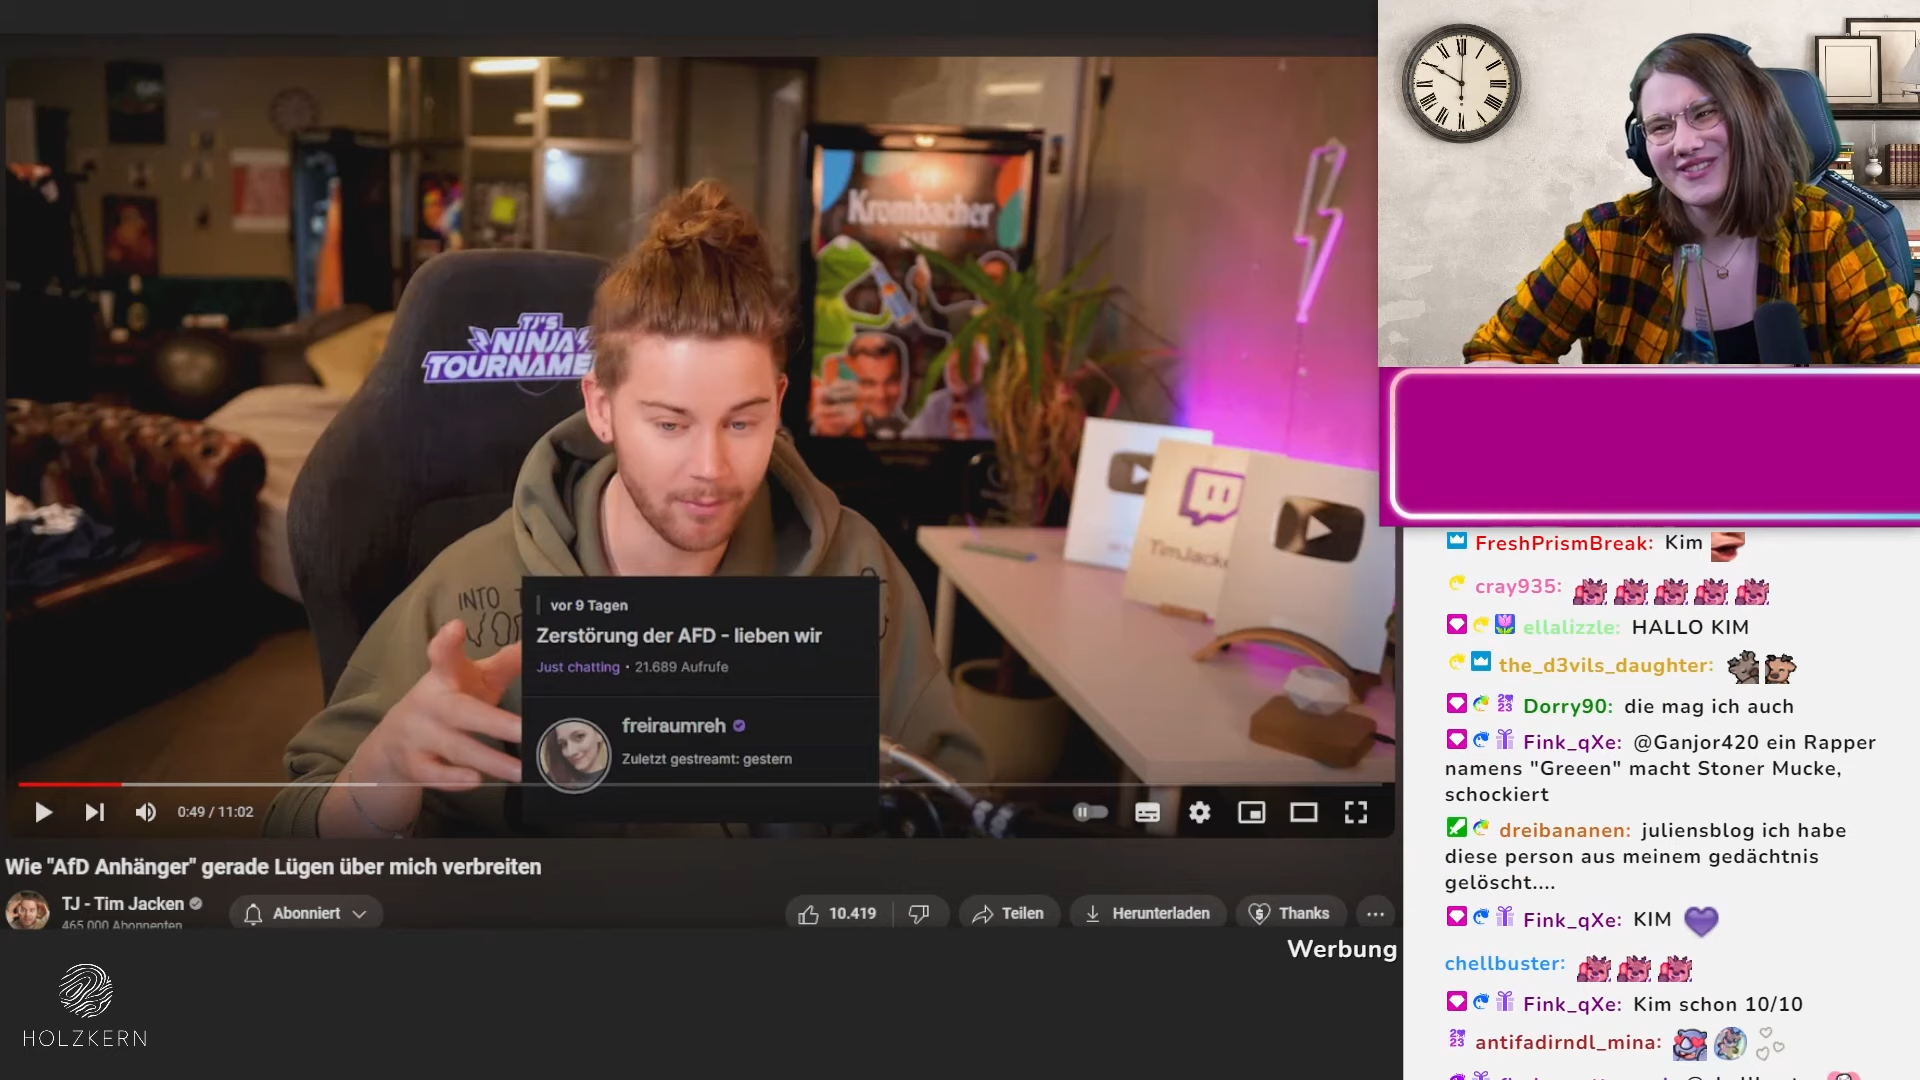 Krombacher
TJ'S
NINJA
TOURNAME
INTO
TimJacke
vor 9 Tagen
Zerstörung der AFD - lieben wir
Just chatting • 21.689 Aufrufe
freiraumreh
Zuletzt gestreamt: gestern
0:49 / 11:02
Wie "AfD Anhänger" gerade Lügen über mich verbreiten
TJ - Tim Jacken
465.000 Abonnenten
Abonniert
10.419
Teilen
Herunterladen
Thanks
Werbung
HOLZKERN
BACKFORCE
FreshPrismBreak: Kim
cray935:
ellalizzle: HALLO KIM
the_d3vils_daughter:
Dorry90: die mag ich auch
Fink_qXe: @Ganjor420 ein Rapper
namens "Greeen" macht Stoner Mucke,
schockiert
dreibananen: juliensblog ich habe
diese person aus meinem gedächtnis
gelöscht....
Fink_qXe: KIM
chellbuster:
Fink_qXe: Kim schon 10/10
antifadirndl_mina: